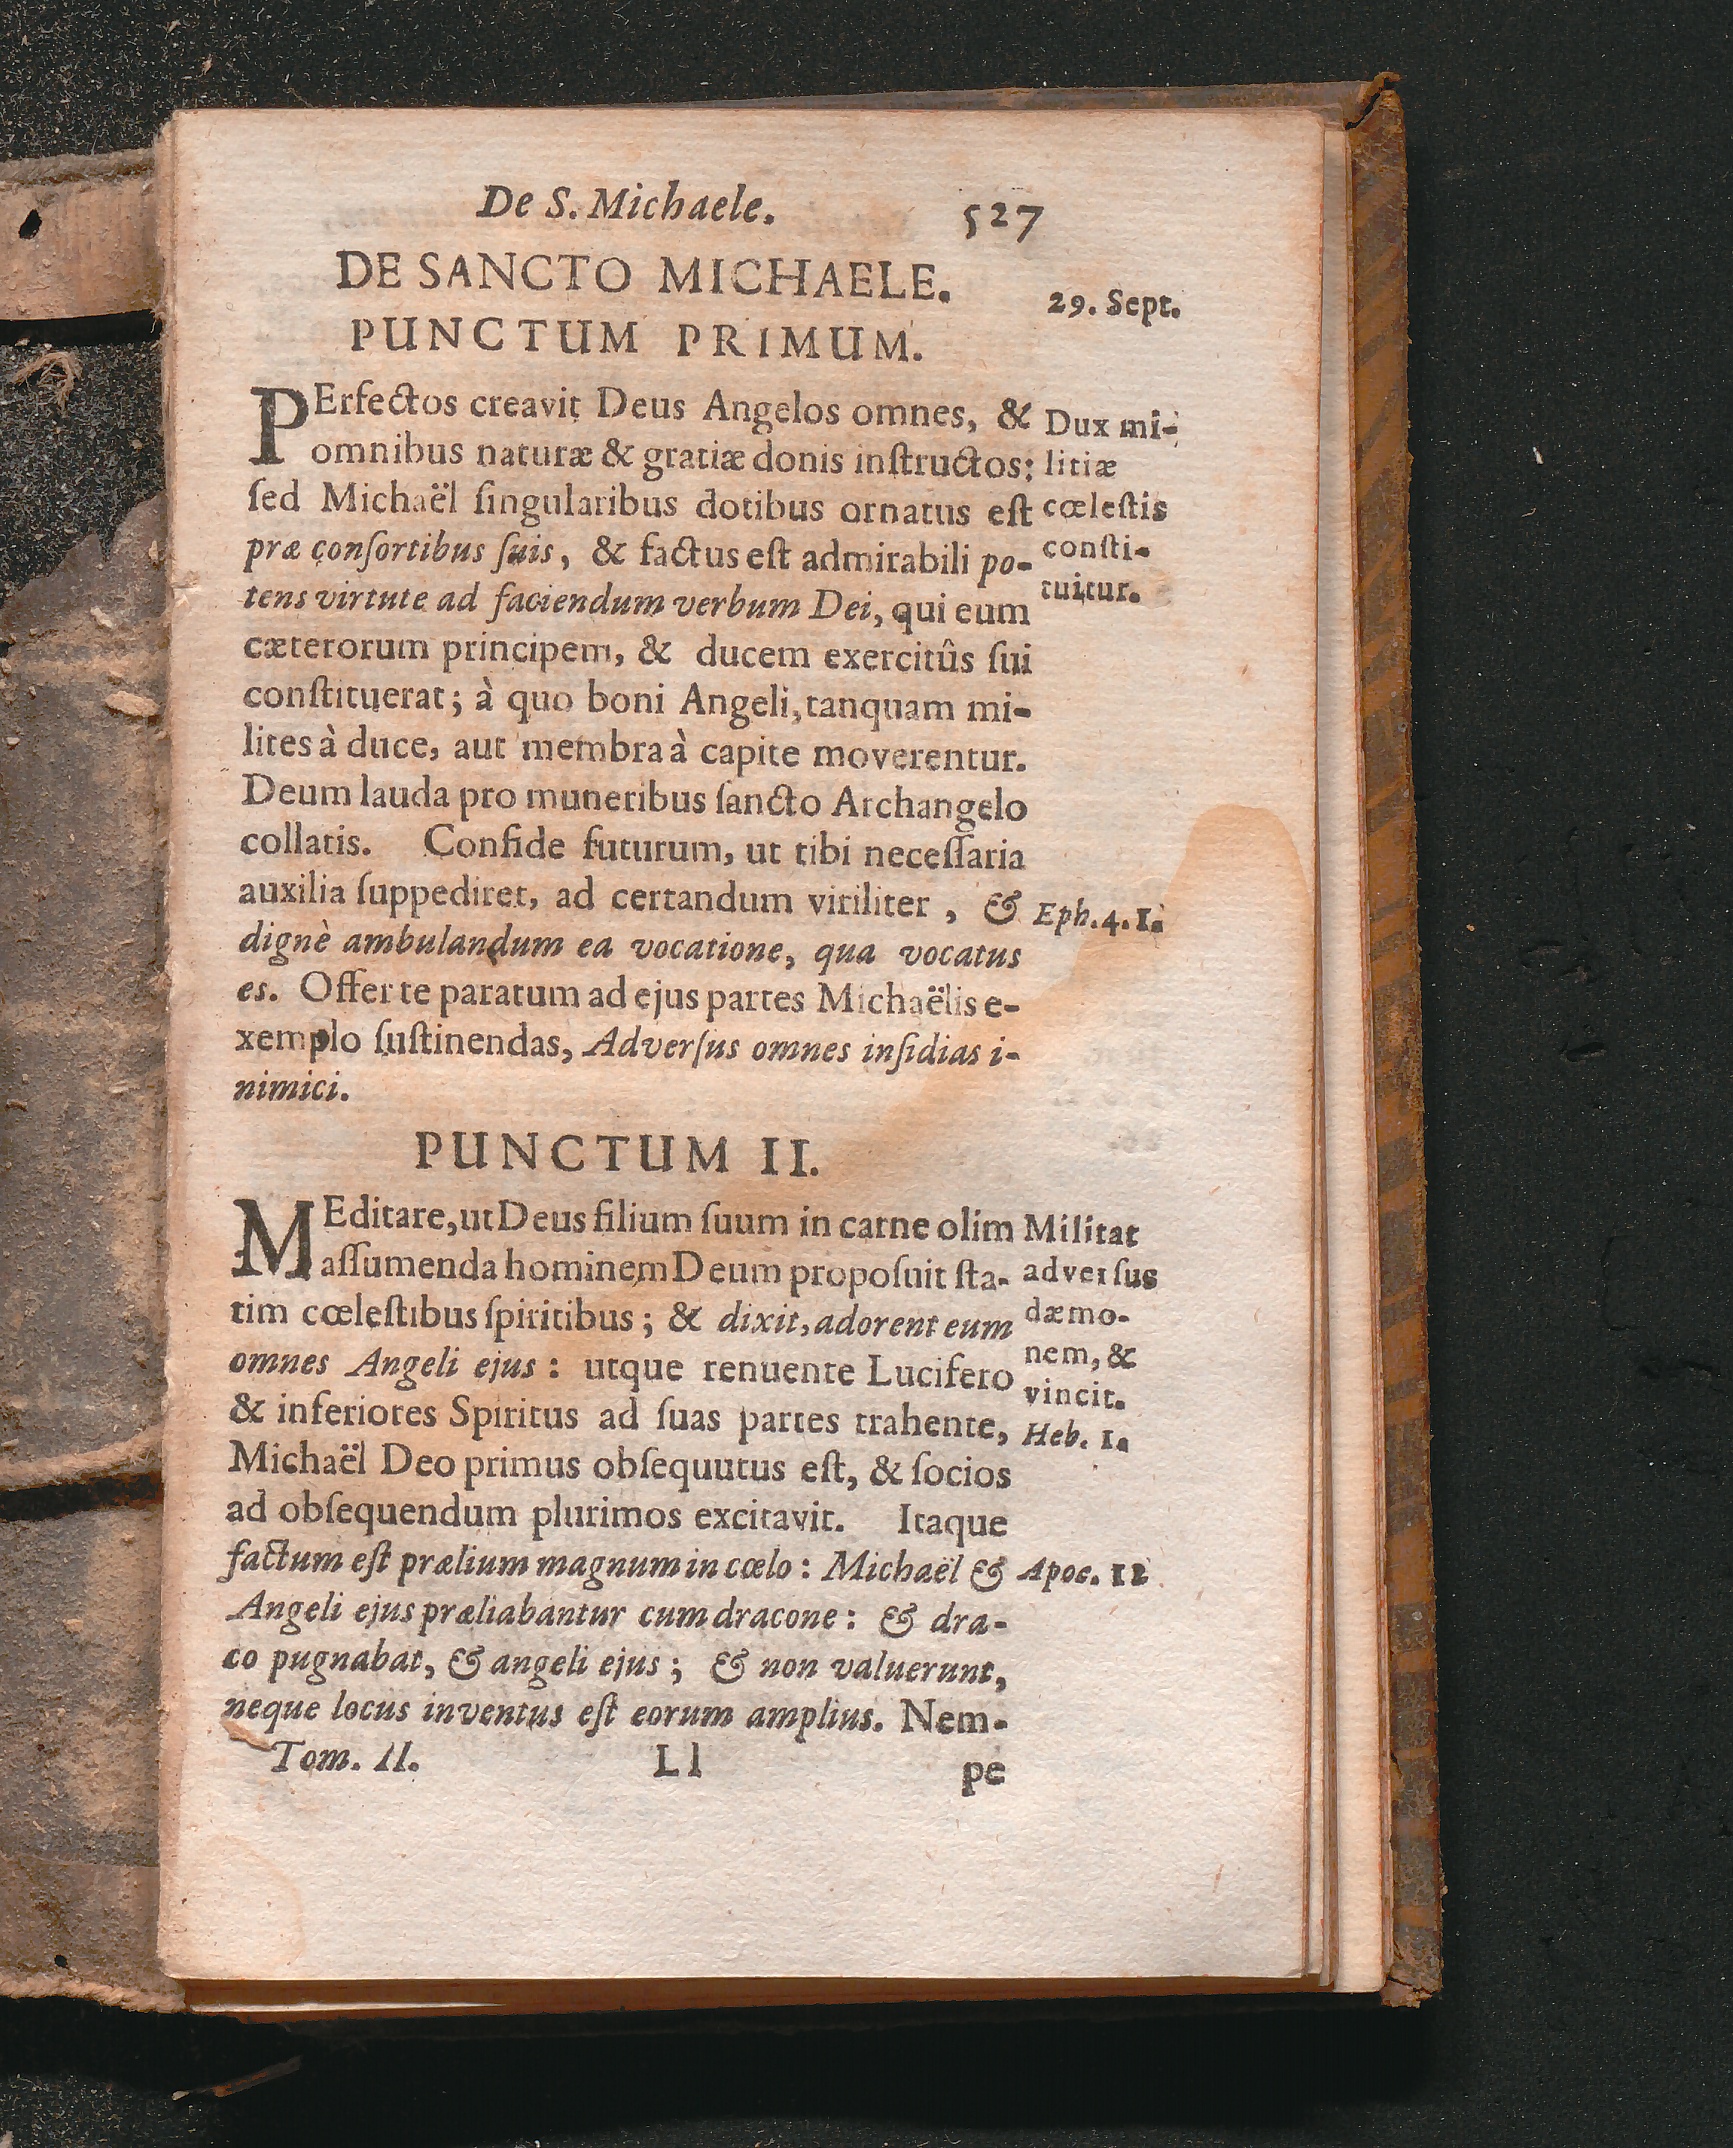 De S. Michaele. 527
DE SANCTO MICHAELE.
29. Sept.
PUNCTUM PRIMUM.
PErfectos creavit Deus Angelos omnes, &
omnibus naturæ & gratiæ donis inſtructos:
ſed Michaël ſingularibus dotibus ornatus eſt
præ conſortibus ſuis, & factus eſt admirabili po-
tens virtute ad faciendum verbum Dei, qui eum
cæterorum principem, & ducem exercitûs ſui
conſtituerat; à quo boni Angeli, tanquam mi-
lites à duce, aut membra à capite moverentur.
Deum lauda pro muneribus ſancto Archangelo
collatis. Confide futurum, ut tibi neceſſaria
auxilia ſuppediret, ad certandum viriliter, &
dignè ambulandum ea vocatione, qua vocatus
es. Offer te paratum ad ejus partes Michaëlis e-
xemplo ſuſtinendas, Adverſus omnes inſidias i-
nimici.
Dux mi-
litiæ
cœleſtis
conſti-
tuitur.
Eph. 4. 1.
PUNCTUM II.
MEditare, ut Deus filium ſuum in carne olim
aſſumenda hominem Deum propoſuit ſta-
tim cœleſtibus ſpiritibus; & dixit, adorent eum
omnes Angeli ejus: utque renuente Lucifero
& inferiores Spiritus ad ſuas partes trahente,
Michaël Deo primus obſequutus eſt, & ſocios
ad obſequendum plurimos excitavit. Itaque
factum eſt prælium magnum in cœlo: Michaël &
Angeli ejus præliabantur cum dracone: & dra-
co pugnabat, & angeli ejus; & non valuerunt,
neque locus inventus eſt eorum amplius. Nem-
Militat
adverſus
dæmo-
nem, &
vincit.
Heb. 1.
Apoc. 12
Tom. II. Ll pe